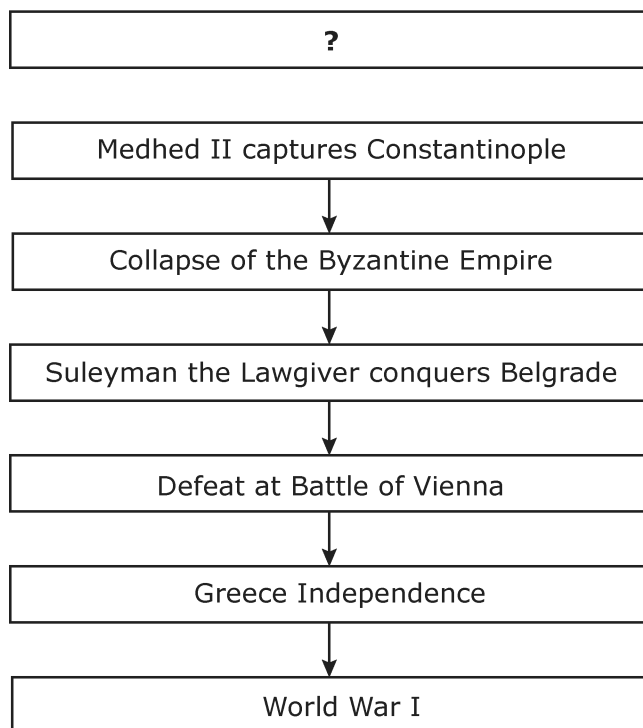 ?
Medhed II captures Constantinople
Collapse of the Byzantine Empire
Suleyman the Lawgiver conquers Belgrade
Defeat at Battle of Vienna
Greece Independence
World War I